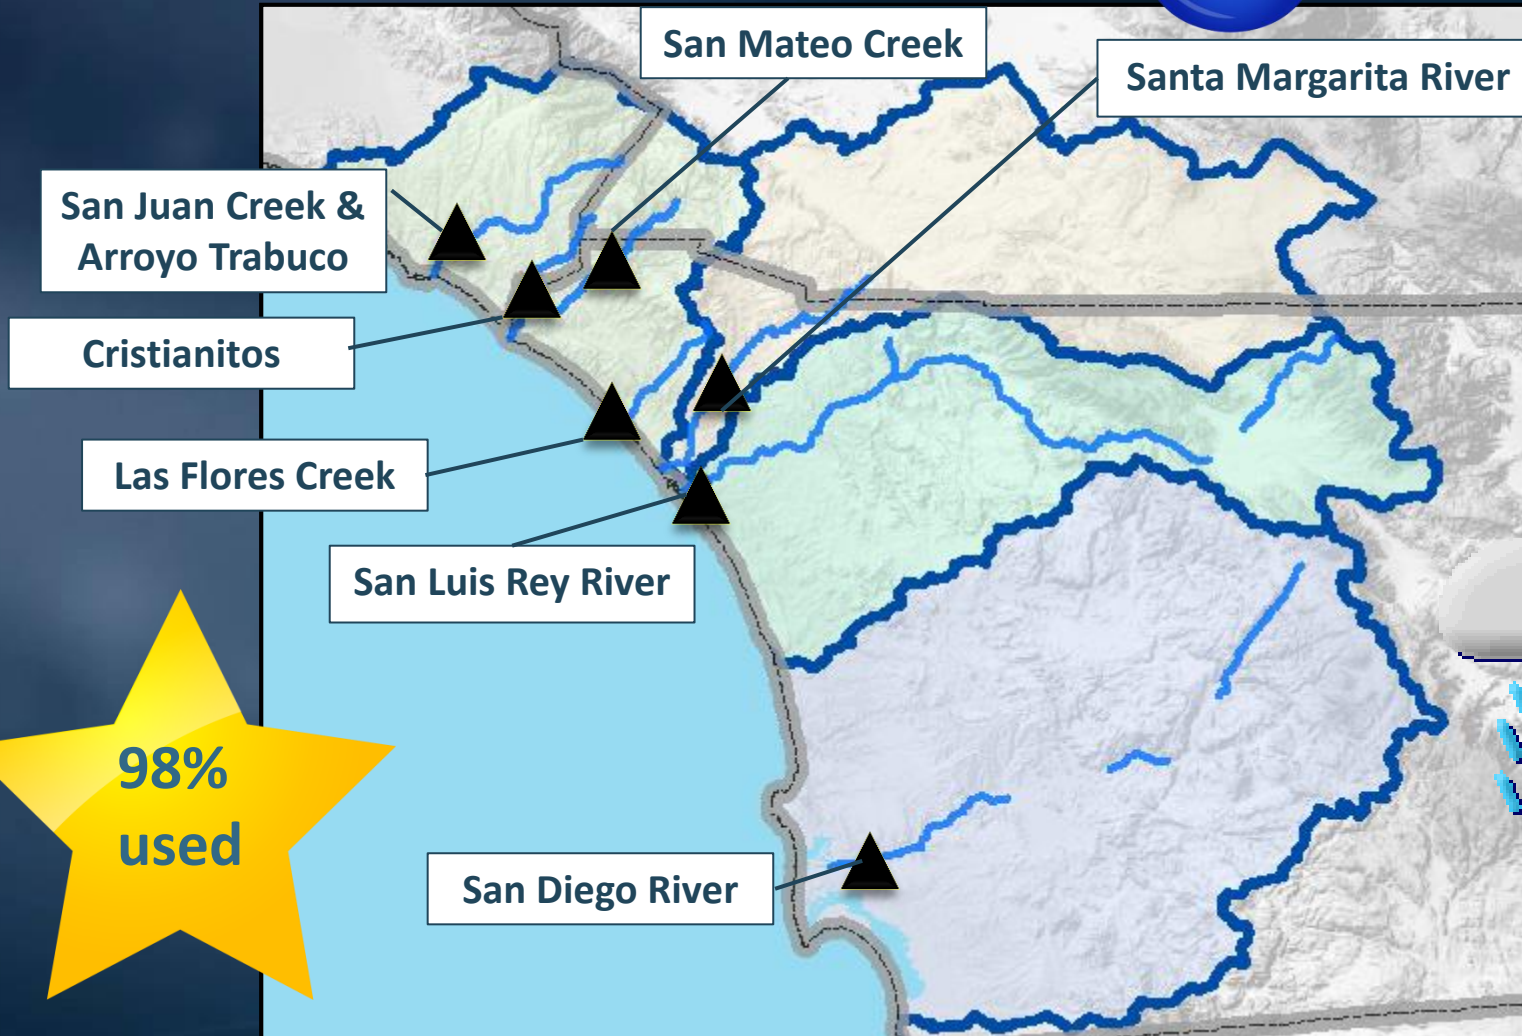 San Mateo Creek
Santa Margarita River
San Juan Creek &
Arroyo Trabuco
Cristianitos
Las Flores Creek
San Luis Rey River
98%
used
San Diego River